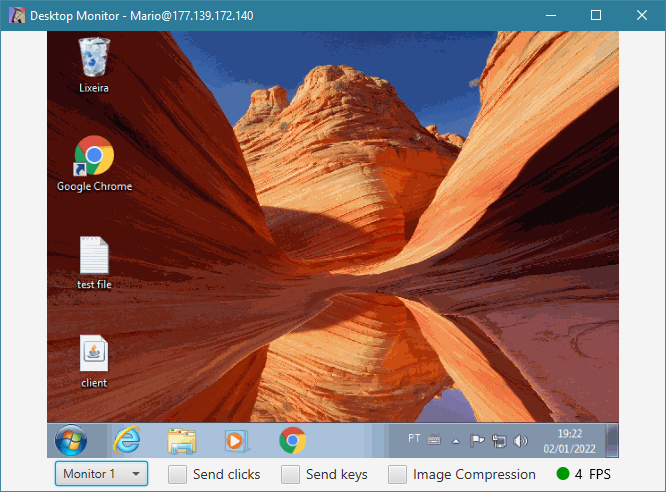 Desktop Monitor - Mario@177.139.172.140
Lixeira
Google Chrome
test file
client
PT
19:22
02/01/2022
Monitor 1
Send clicks
Send keys
Image Compression
4 FPS